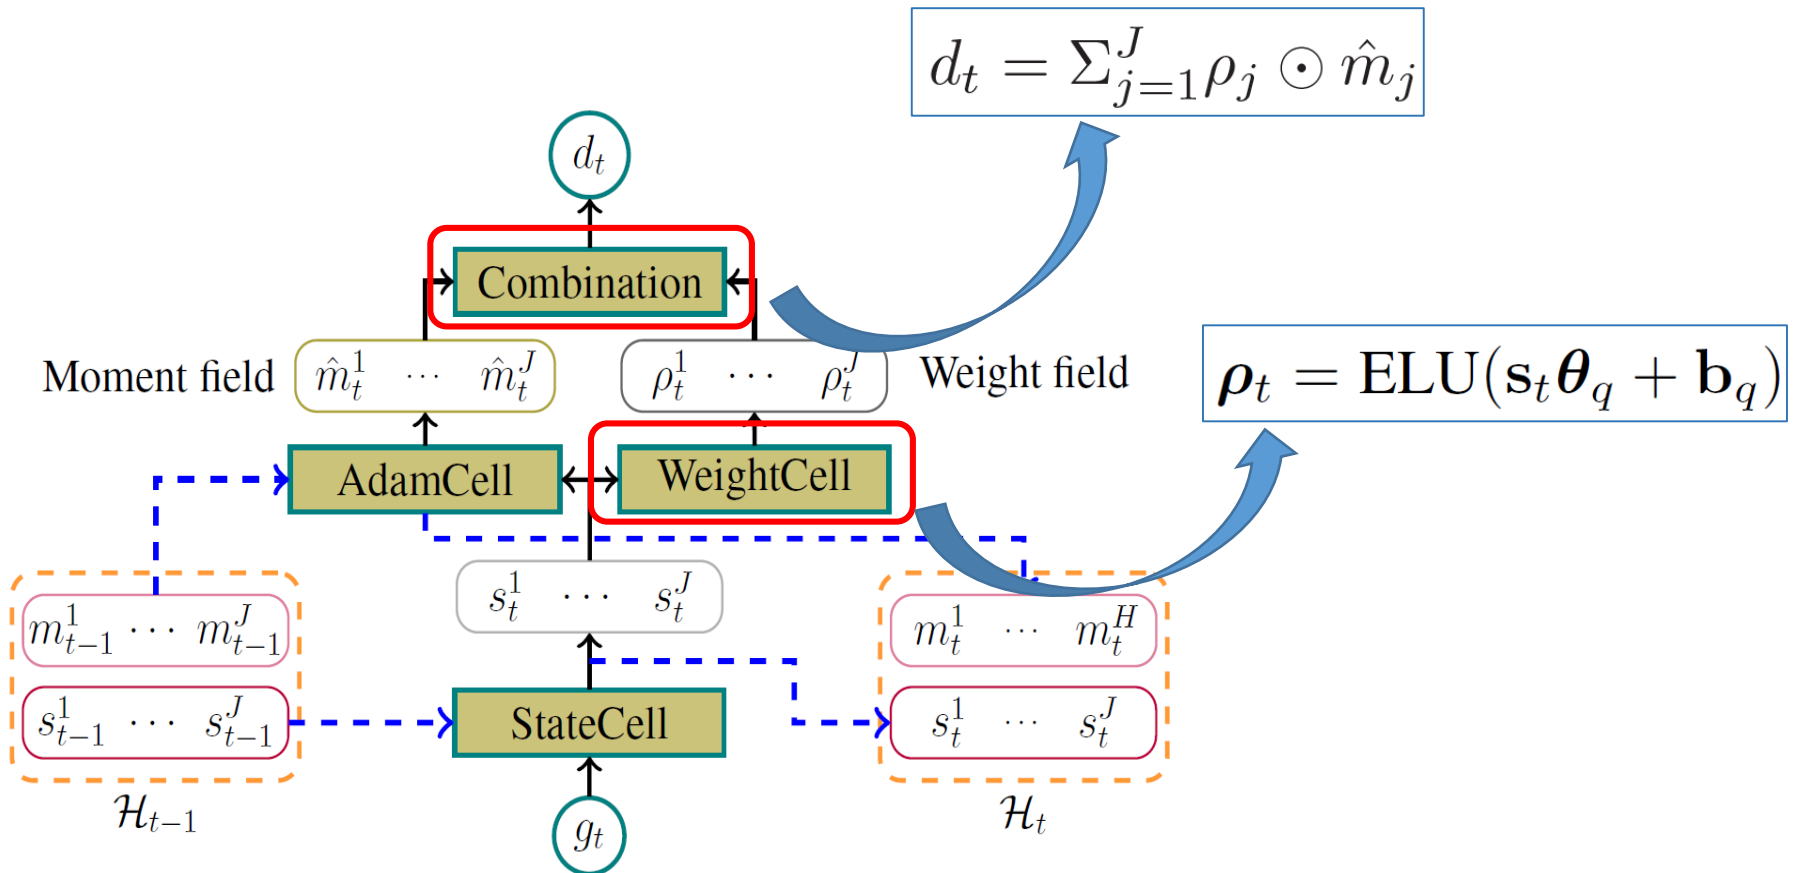 d_t = Σ_{j=1}^{J} ρ_j ⊙ m̂_j
d_t
Combination
Moment field
m̂_t^1 ⋯ m̂_t^J
ρ_t^1 ⋯ ρ_t^J
Weight field
ρ_t = ELU(s_t θ_q + b_q)
AdamCell
WeightCell
s_t^1 ⋯ s_t^J
m_{t−1}^1 ⋯ m_{t−1}^J
m_t^1 ⋯ m_t^H
s_{t−1}^1 ⋯ s_{t−1}^J
StateCell
s_t^1 ⋯ s_t^J
ℋ_{t−1}
g_t
ℋ_t